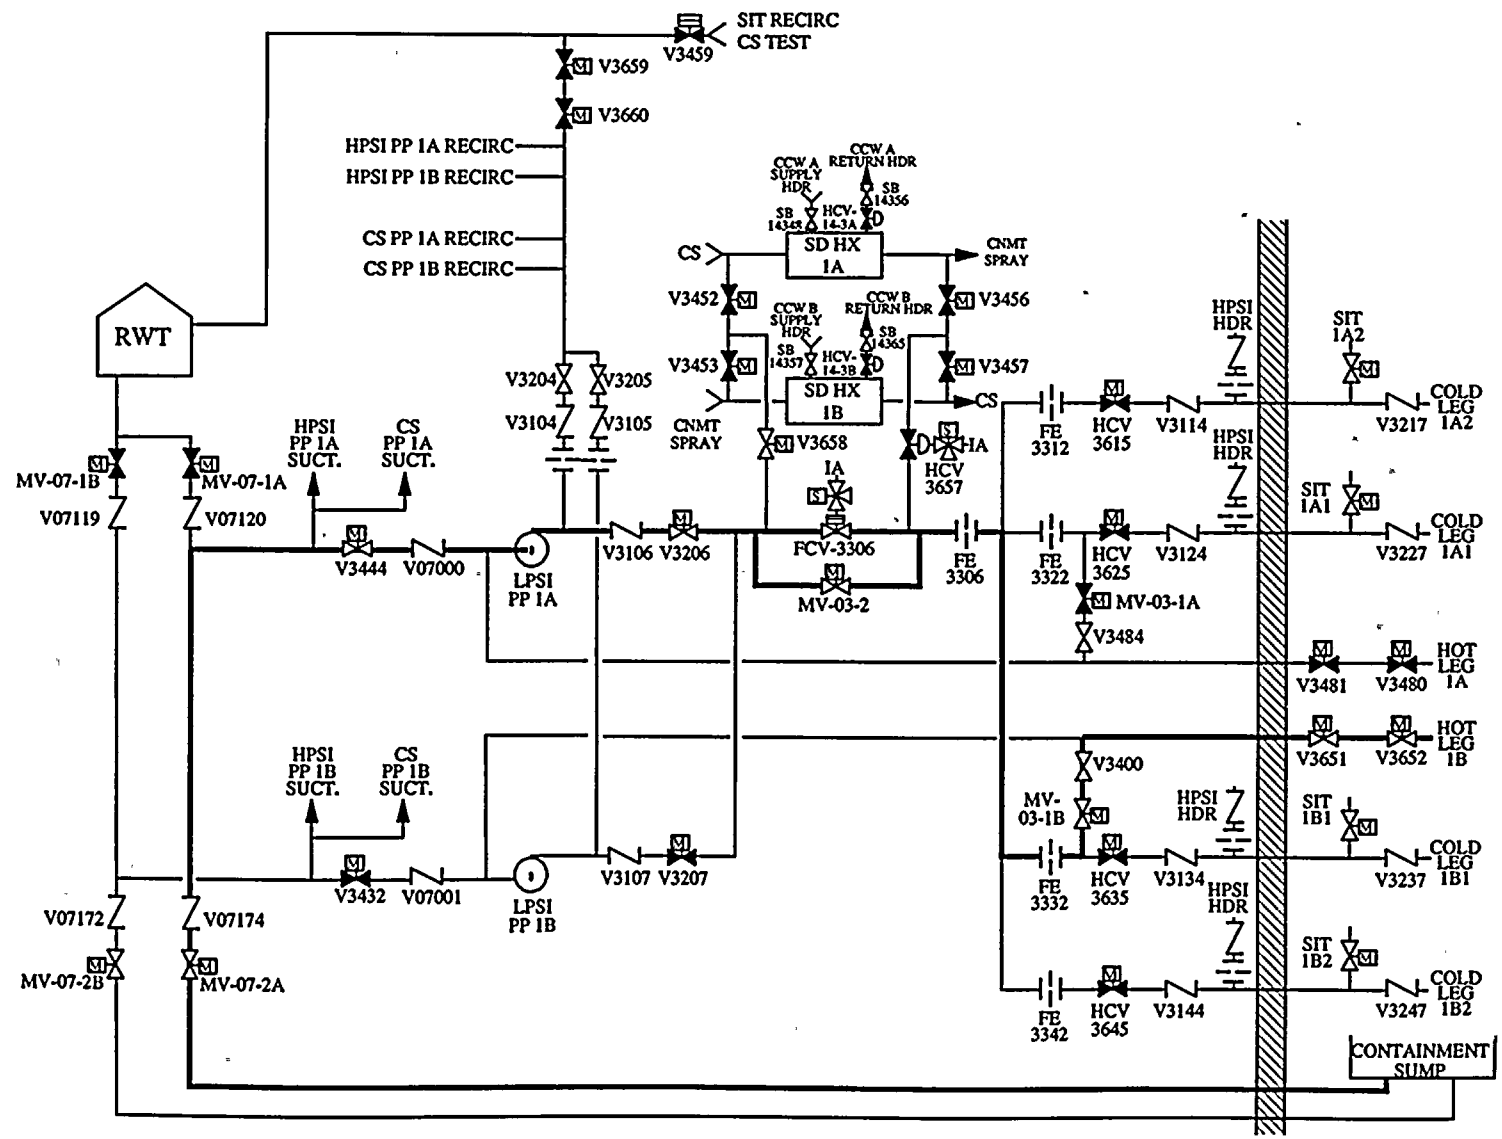 SIT RECIRC
CS TEST
V3459
V3659
V3660
HPSI PP 1A RECIRC
HPSI PP 1B RECIRC
CS PP 1A RECIRC
CS PP 1B RECIRC
CCW A
SUPPLY
HDR
CCW A
RETURN HDR
SB
14356
SB
14348
HCV-
14-3A
D
SD HX
1A
CS
CNMT
SPRAY
V3452
M
V3456
M
CCW B
SUPPLY
HDR
CCW B
RETURN HDR
SB
14365
SB
14357
HCV-
14-3B
D
SD HX
1B
V3453
M
V3457
M
CNMT
SPRAY
CS
V3658
M
D
S
IA
HCV
3657
RWT
V3204
V3205
V3104
V3105
HPSI
PP 1A
SUCT.
CS
PP 1A
SUCT.
MV-07-1B
M
MV-07-1A
M
V07119
V07120
V3444
M
V07000
LPSI
PP 1A
V3106
V3206
M
IA
S
FCV-3306
M
MV-03-2
FE
3306
HPSI
HDR
SIT
1A2
M
FE
3312
M
HCV
3615
V3114
V3217
COLD
LEG
1A2
HPSI
HDR
SIT
1A1
M
FE
3322
M
HCV
3625
V3124
V3227
COLD
LEG
1A1
MV-03-1A
M
V3484
M
V3481
M
V3480
HOT
LEG
1A
M
V3651
M
V3652
HOT
LEG
1B
V3400
MV-
03-1B
M
HPSI
HDR
SIT
1B1
M
FE
3332
M
HCV
3635
V3134
V3237
COLD
LEG
1B1
HPSI
HDR
SIT
1B2
M
FE
3342
M
HCV
3645
V3144
V3247
COLD
LEG
1B2
HPSI
PP 1B
SUCT.
CS
PP 1B
SUCT.
M
V3432
V07001
LPSI
PP 1B
V3107
M
V3207
V07172
V07174
M
MV-07-2B
M
MV-07-2A
CONTAINMENT
SUMP